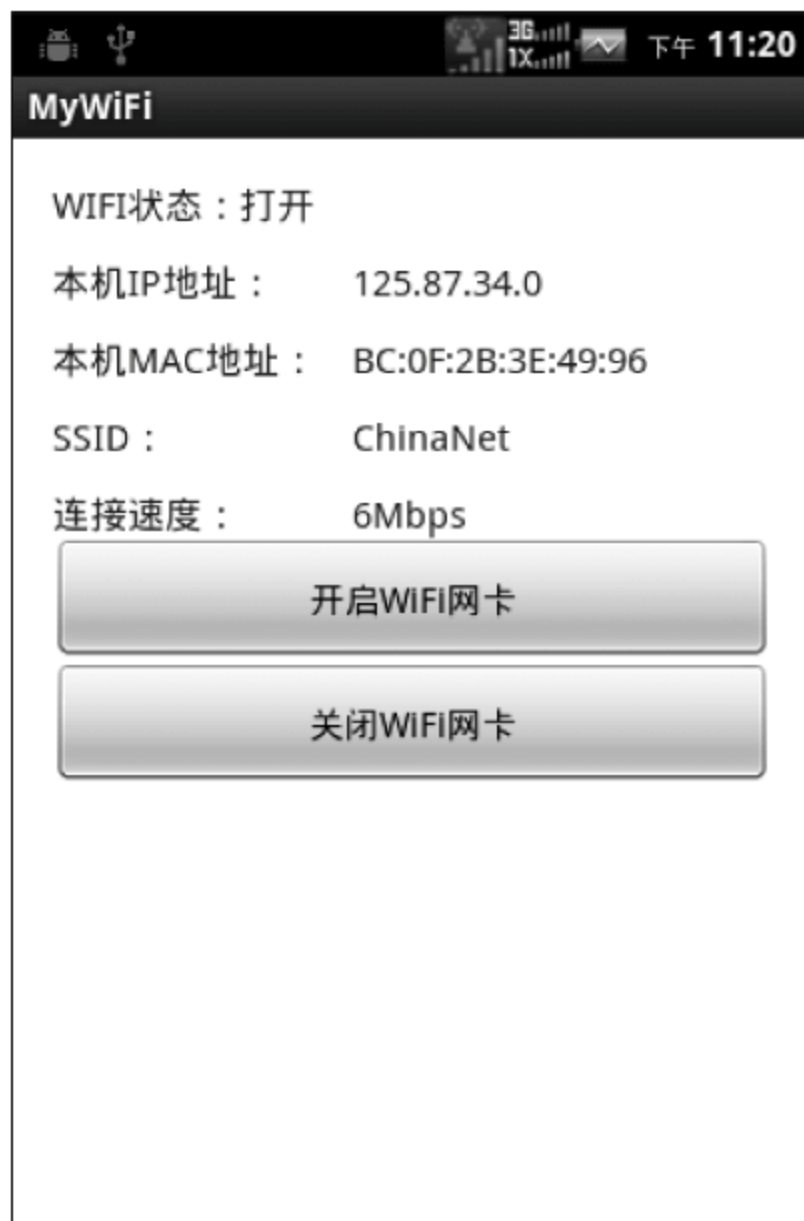 3G
1X
下午 11:20
MyWiFi
WIFI状态：打开
本机IP地址： 125.87.34.0
本机MAC地址： BC:0F:2B:3E:49:96
SSID： ChinaNet
连接速度： 6Mbps
开启WiFi网卡
关闭WiFi网卡